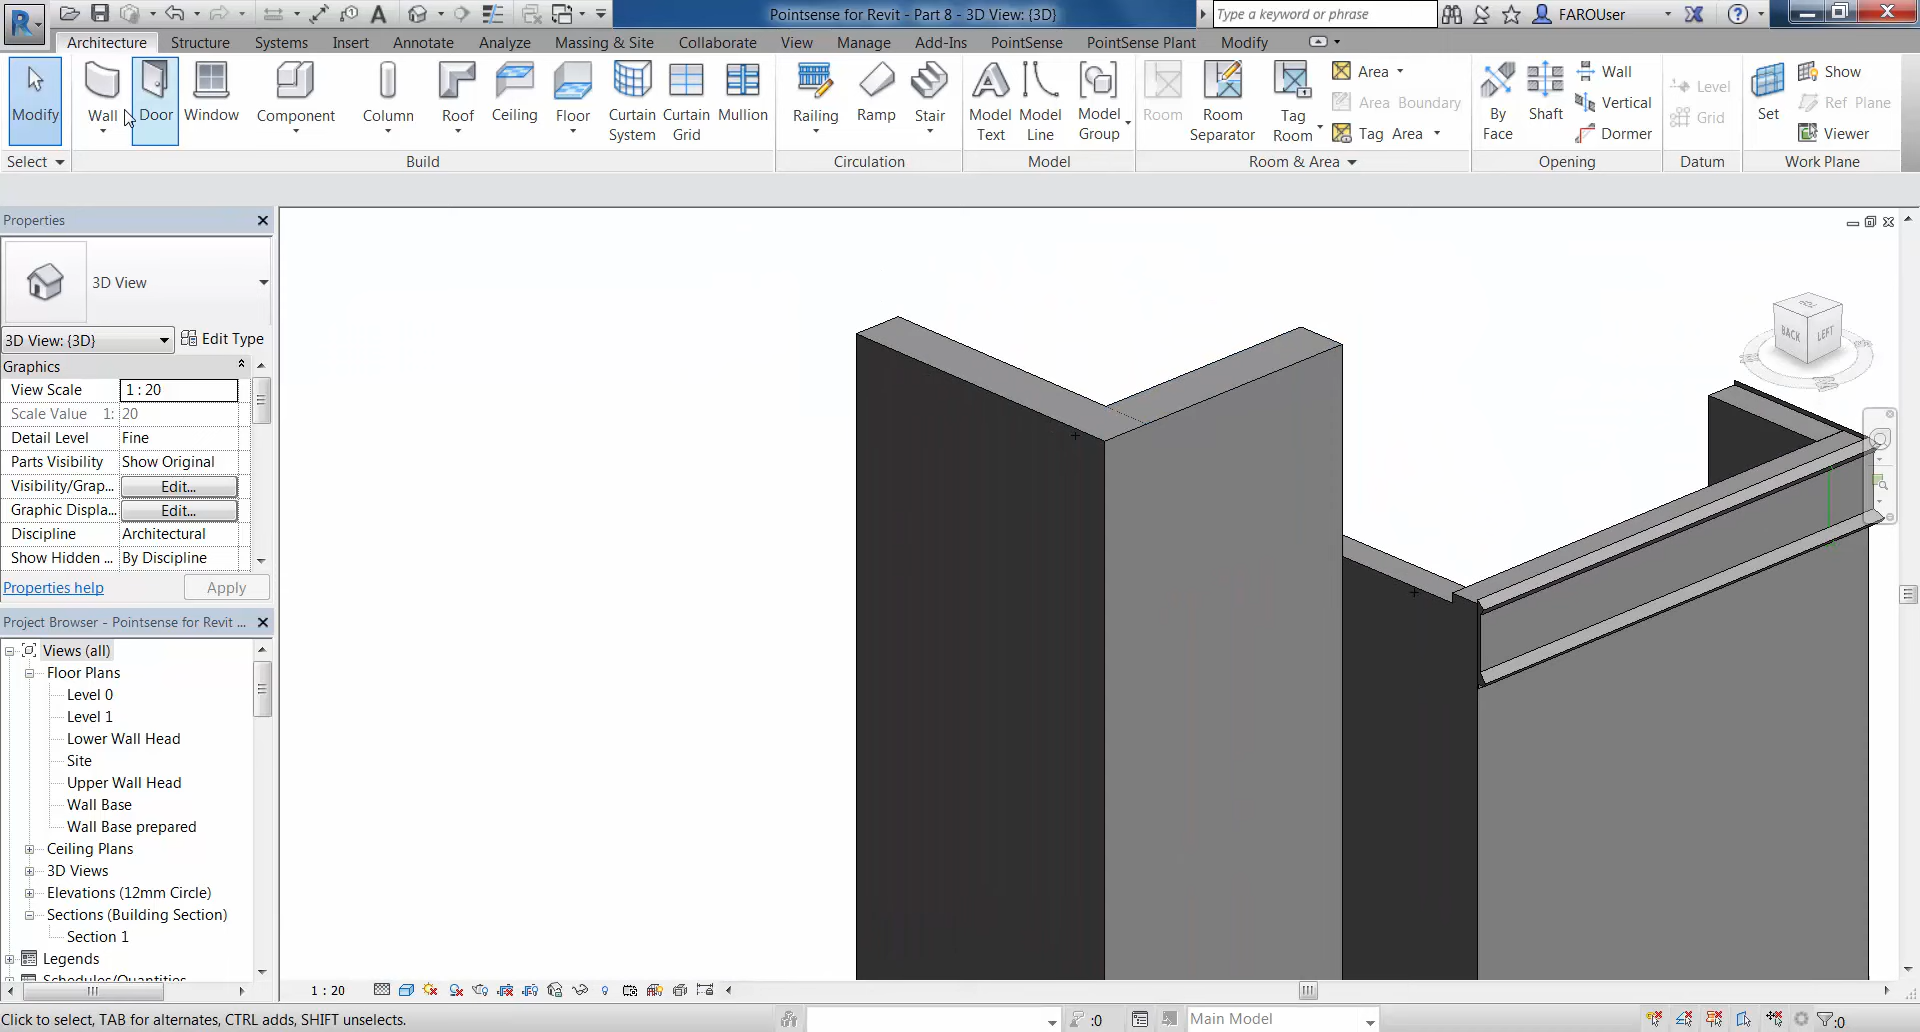 Pointsense for Revit - Part 8 - 3D View: {3D}
Type a keyword or phrase
FAROUser
Architecture
Structure
Systems
Insert
Annotate
Analyze
Massing & Site
Collaborate
View
Manage
Add-Ins
PointSense
PointSense Plant
Modify
Modify
Wall
Door
Window
Component
Column
Roof
Ceiling
Floor
Curtain
System
Curtain
Grid
Mullion
Railing
Ramp
Stair
Model
Text
Model
Line
Model
Group
Room
Room
Separator
Tag
Room
Area
Area Boundary
Tag Area
By
Face
Shaft
Wall
Vertical
Dormer
Level
Grid
Set
Show
Ref Plane
Viewer
Select
Build
Circulation
Model
Room & Area
Opening
Datum
Work Plane
Properties
3D View
3D View: {3D}
Edit Type
Graphics
View Scale
1 : 20
Scale Value 1:
20
Detail Level
Fine
Parts Visibility
Show Original
Visibility/Grap...
Edit...
Graphic Displa...
Edit...
Discipline
Architectural
Show Hidden ...
By Discipline
Properties help
Apply
Project Browser - Pointsense for Revit ...
Views (all)
Floor Plans
Level 0
Level 1
Lower Wall Head
Site
Upper Wall Head
Wall Base
Wall Base prepared
Ceiling Plans
3D Views
Elevations (12mm Circle)
Sections (Building Section)
Section 1
Legends
Schedules/Quantities
BACK
LEFT
TOP
1 : 20
Click to select, TAB for alternates, CTRL adds, SHIFT unselects.
:0
Main Model
:0